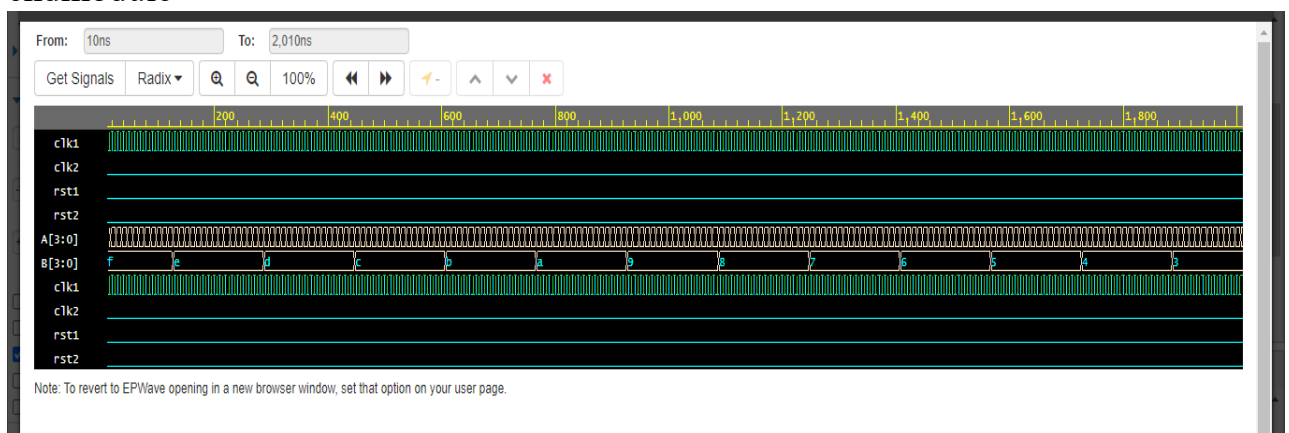 From: 10ns To: 2,010ns
Get Signals Radix 100% -
200 400 600 800 1,000 1,200 1,400 1,600 1,800
clk1
clk2
rst1
rst2
A[3:0]
B[3:0] f e d c b a 9 8 7 6 5 4 3
clk1
clk2
rst1
rst2
Note: To revert to EPWave opening in a new browser window, set that option on your user page.